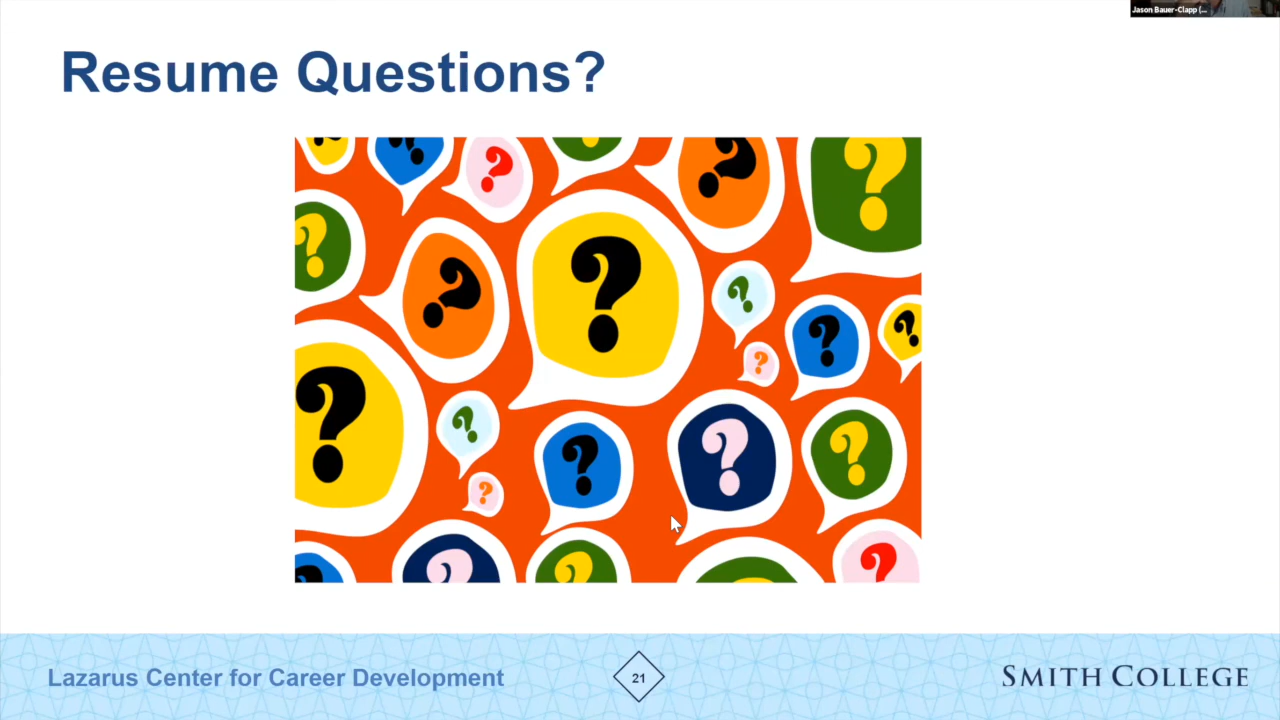 Jason Bauer-Clapp (...
Resume Questions?
Lazarus Center for Career Development
21
SMITH COLLEGE